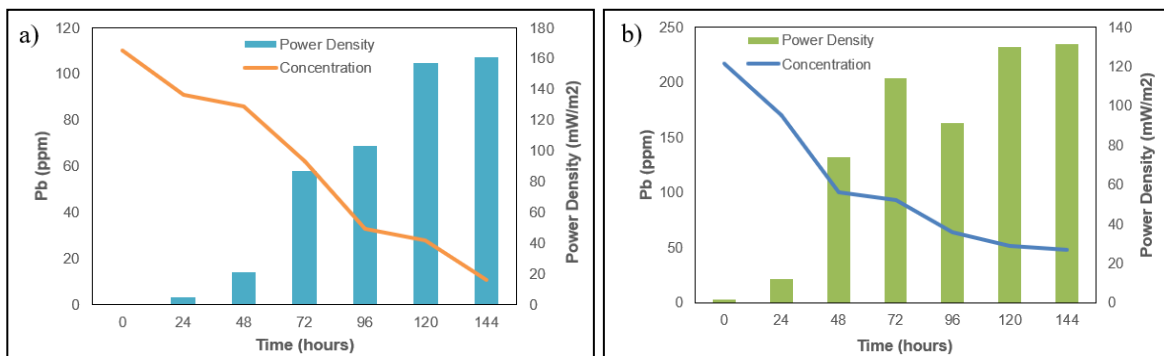 a)
Power Density
Concentration
120
100
80
60
40
20
0
180
160
140
120
100
80
60
40
20
0
Pb (ppm)
Power Density (mW/m2)
0 24 48 72 96 120 144
Time (hours)
b)
Power Density
Concentration
250
200
150
100
50
0
140
120
100
80
60
40
20
0
Pb (ppm)
Power Density (mW/m2)
0 24 48 72 96 120 144
Time (hours)